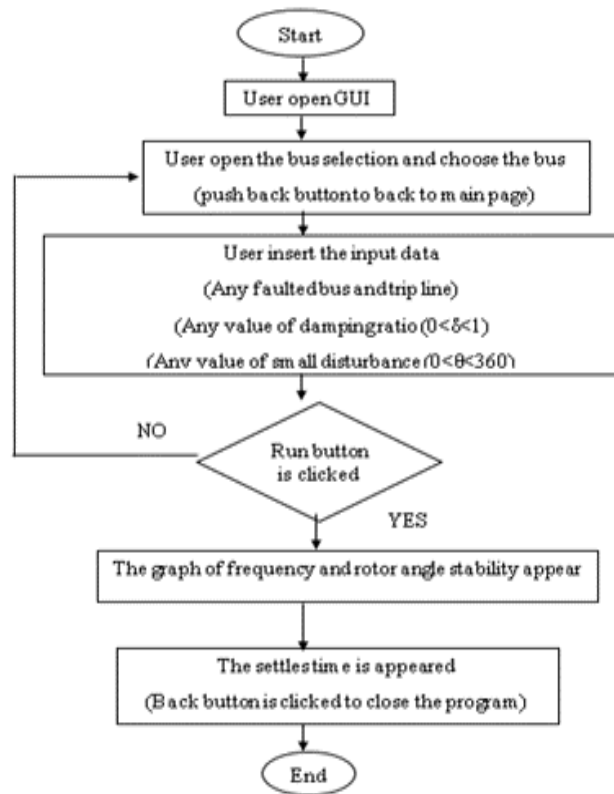 Start
User open GUI
User open the bus selection and choose the bus
(push back button to back to main page)
User insert the input data
(Any faulted bus and trip line)
(Any value of damping ratio (0<δ<1)
(Any value of small disturbance (0<θ<360)
NO
Run button
is clicked
YES
The graph of frequency and rotor angle stability appear
The settles time is appeared
(Back button is clicked to close the program)
End